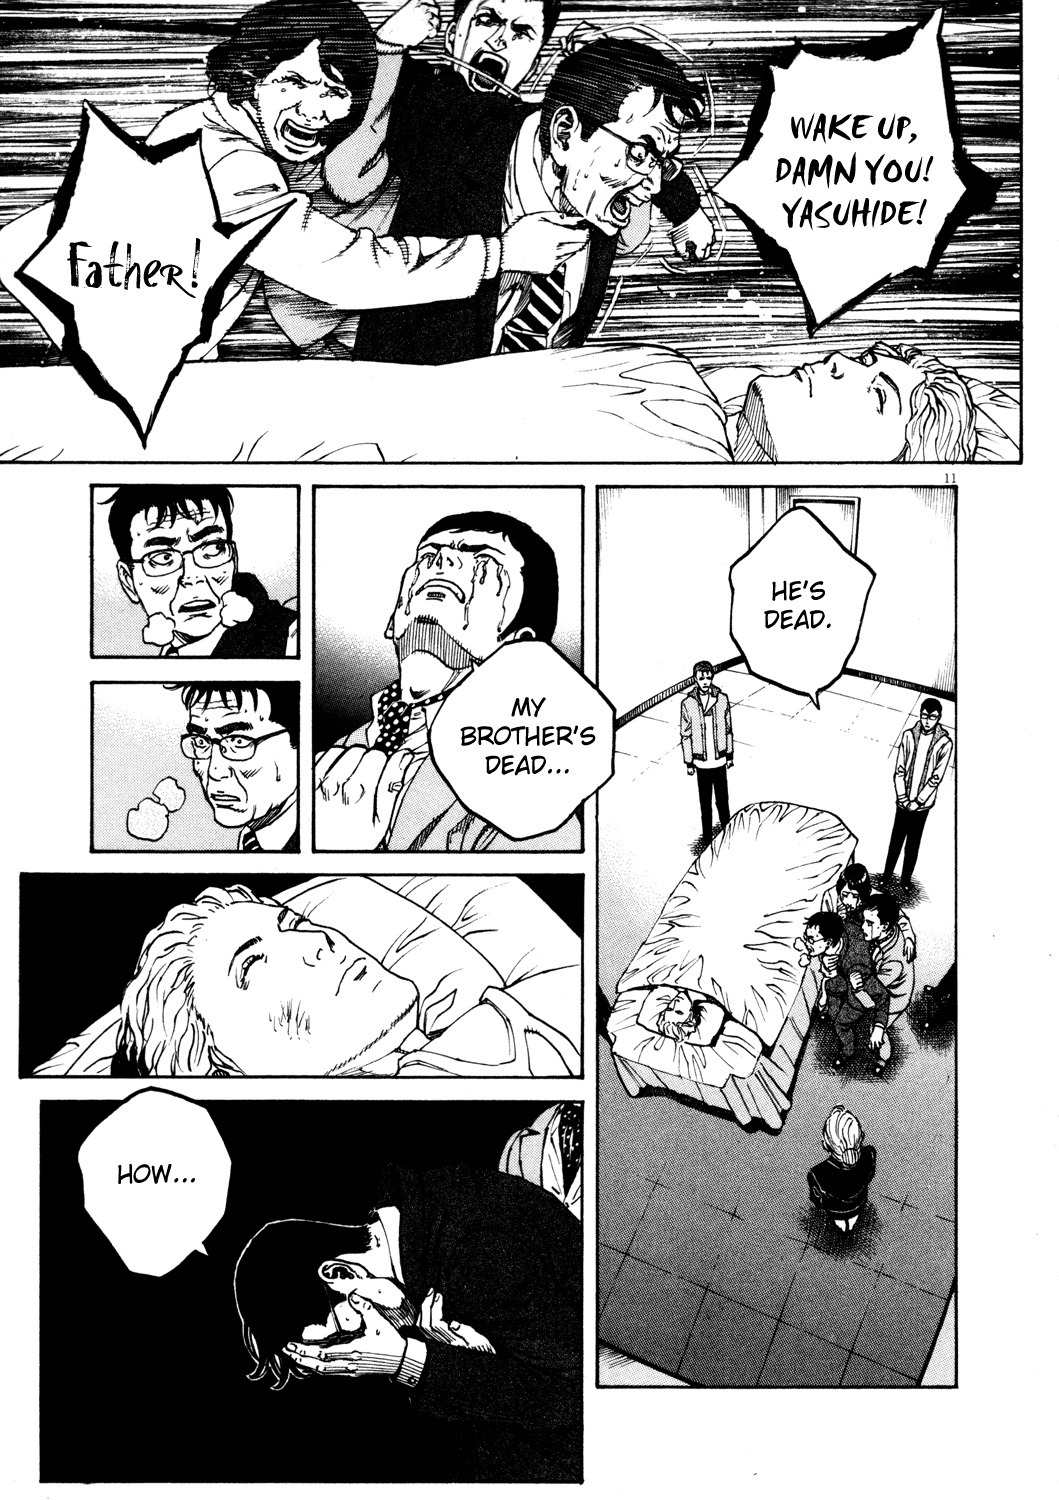 WAKE UP,
DAMN YOU!
YASUHIDE!
Father!
11
HE'S
DEAD.
MY
BROTHER'S
DEAD...
HOW...